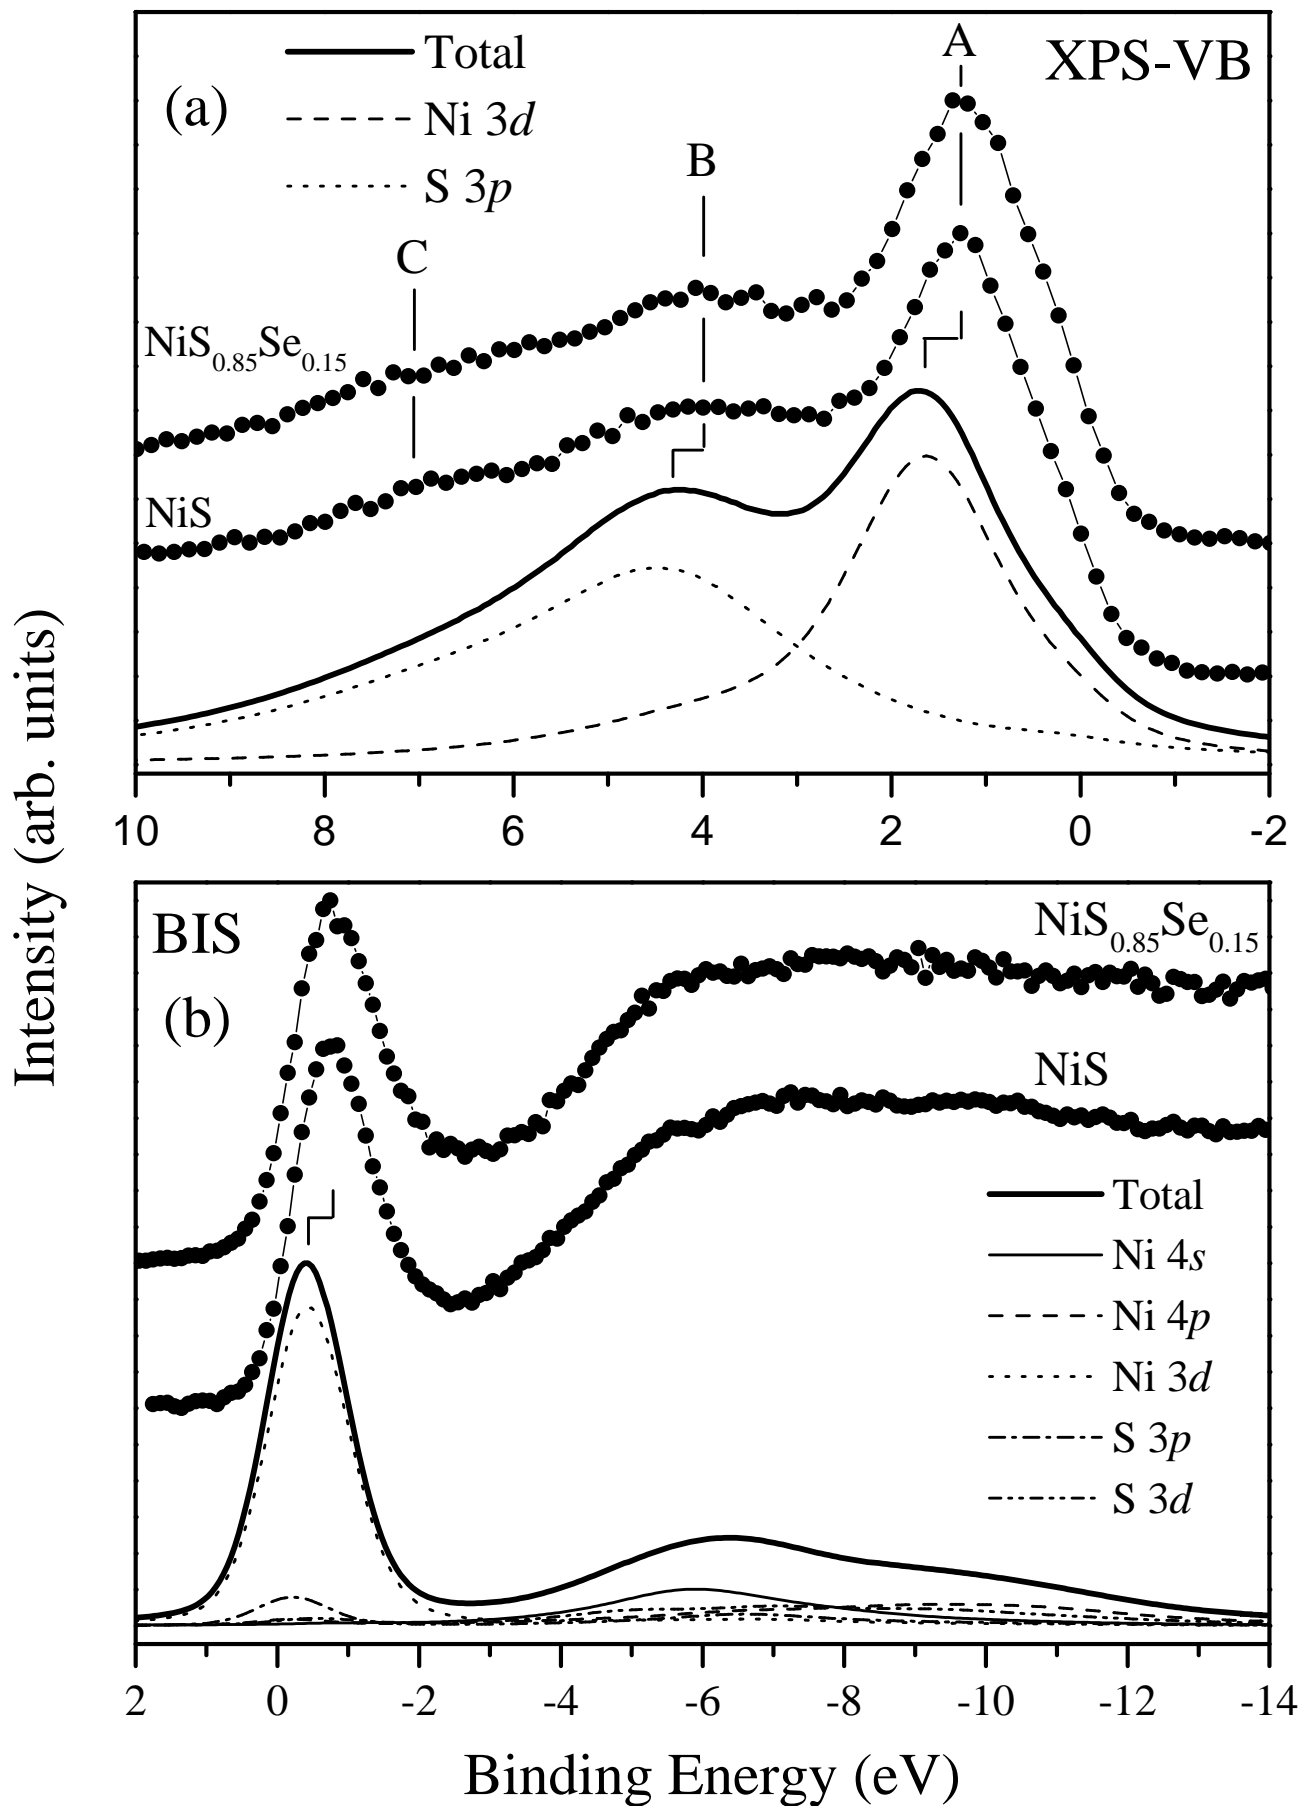 A
XPS-VB
Total
(a)
Ni 3d
B
S 3p
C
NiS0.85Se0.15
NiS
10 8 6 4 2 0 -2
Intensity (arb. units)
BIS
NiS0.85Se0.15
(b)
NiS
Total
Ni 4s
Ni 4p
Ni 3d
S 3p
S 3d
2 0 -2 -4 -6 -8 -10 -12 -14
Binding Energy (eV)